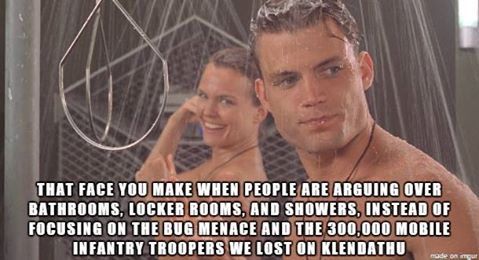 THAT FACE YOU MAKE WHEN PEOPLE ARE ARGUING OVER
BATHROOMS, LOCKER ROOMS, AND SHOWERS, INSTEAD OF
FOCUSING ON THE BUG MENACE AND THE 300,000 MOBILE
INFANTRY TROOPERS WE LOST ON KLENDATHU
made on imgur